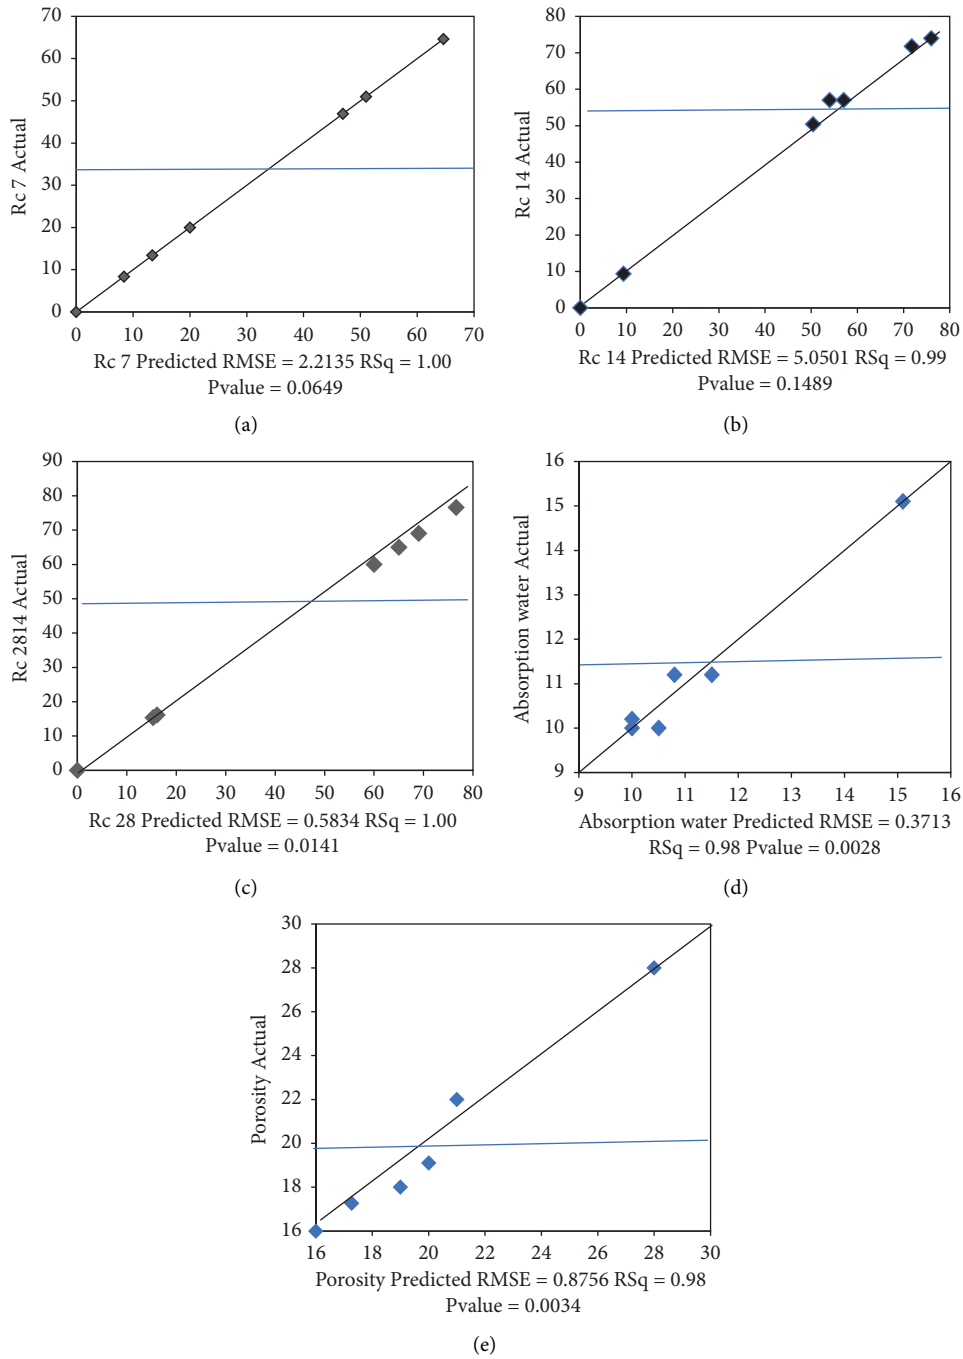 70
60
50
40
30
20
10
0
Rc 7 Actual
0 10 20 30 40 50 60 70
Rc 7 Predicted RMSE = 2.2135 RSq = 1.00
Pvalue = 0.0649
(a)
80
70
60
50
40
30
20
10
0
Rc 14 Actual
0 10 20 30 40 50 60 70 80
Rc 14 Predicted RMSE = 5.0501 RSq = 0.99
Pvalue = 0.1489
(b)
90
80
70
60
50
40
30
20
10
0
Rc 2814 Actual
0 10 20 30 40 50 60 70 80
Rc 28 Predicted RMSE = 0.5834 RSq = 1.00
Pvalue = 0.0141
(c)
16
15
14
13
12
11
10
9
Absorption water Actual
9 10 11 12 13 14 15 16
Absorption water Predicted RMSE = 0.3713
RSq = 0.98 Pvalue = 0.0028
(d)
30
28
26
24
22
20
18
16
Porosity Actual
16 18 20 22 24 26 28 30
Porosity Predicted RMSE = 0.8756 RSq = 0.98
Pvalue = 0.0034
(e)